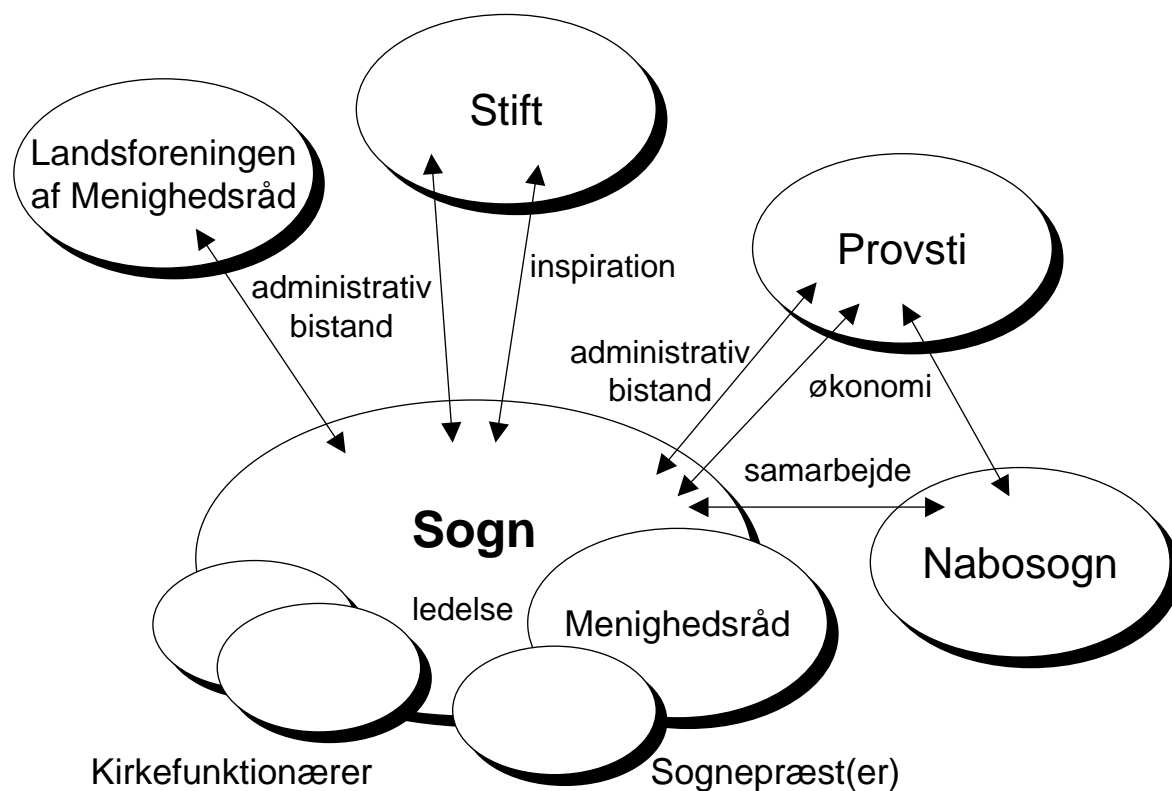 Stift
Landsforeningen
af Menighedsråd
Provsti
administrativ
bistand
inspiration
administrativ
bistand
økonomi
samarbejde
Sogn
Nabosogn
ledelse
Menighedsråd
Kirkefunktionærer
Sognepræst(er)